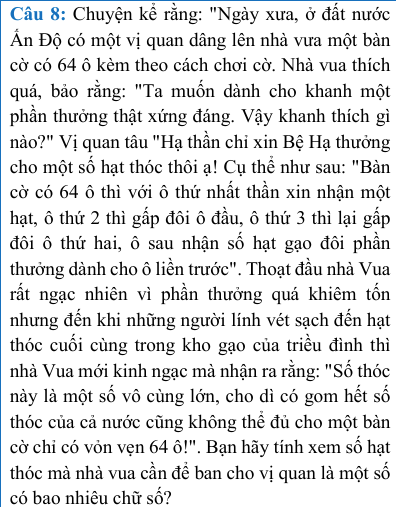 Câu 8: Chuyện kể rằng: "Ngày xưa, ở đất nước
Ấn Độ có một vị quan dâng lên nhà vưa một bàn
cờ có 64 ô kèm theo cách chơi cờ. Nhà vua thích
quá, bảo rằng: "Ta muốn dành cho khanh một
phần thưởng thật xứng đáng. Vậy khanh thích gì
nào?" Vị quan tâu "Hạ thần chỉ xin Bệ Hạ thưởng
cho một số hạt thóc thôi ạ! Cụ thể như sau: "Bàn
cờ có 64 ô thì với ô thứ nhất thần xin nhận một
hạt, ô thứ 2 thì gấp đôi ô đầu, ô thứ 3 thì lại gấp
đôi ô thứ hai, ô sau nhận số hạt gạo đôi phần
thưởng dành cho ô liền trước". Thoạt đầu nhà Vua
rất ngạc nhiên vì phần thưởng quá khiêm tốn
nhưng đến khi những người lính vét sạch đến hạt
thóc cuối cùng trong kho gạo của triều đình thì
nhà Vua mới kinh ngạc mà nhận ra rằng: "Số thóc
này là một số vô cùng lớn, cho dì có gom hết số
thóc của cả nước cũng không thể đủ cho một bàn
cờ chỉ có vỏn vẹn 64 ô!". Bạn hãy tính xem số hạt
thóc mà nhà vua cần để ban cho vị quan là một số
có bao nhiêu chữ số?